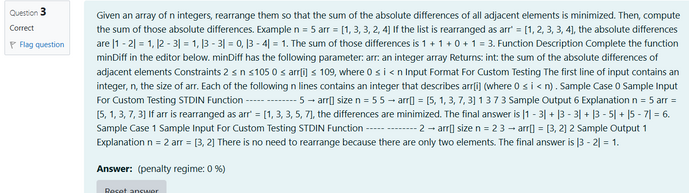 Question 3
Correct
Flag question
Given an array of n integers, rearrange them so that the sum of the absolute differences of all adjacent elements is minimized. Then, compute
the sum of those absolute differences. Example n = 5 arr = [1, 3, 3, 2, 4] If the list is rearranged as arr' = [1, 2, 3, 3, 4], the absolute differences
are |1 - 2| = 1, |2 - 3| = 1, |3 - 3| = 0, |3 - 4| = 1. The sum of those differences is 1 + 1 + 0 + 1 = 3. Function Description Complete the function
minDiff in the editor below. minDiff has the following parameter: arr: an integer array Returns: int: the sum of the absolute differences of
adjacent elements Constraints 2 ≤ n ≤105 0 ≤ arr[i] ≤ 109, where 0 ≤ i < n Input Format For Custom Testing The first line of input contains an
integer, n, the size of arr. Each of the following n lines contains an integer that describes arr[i] (where 0 ≤ i < n) . Sample Case 0 Sample Input
For Custom Testing STDIN Function ----- -------- 5 → arr[] size n = 5 5 → arr[] = [5, 1, 3, 7, 3] 1 3 7 3 Sample Output 6 Explanation n = 5 arr =
[5, 1, 3, 7, 3] If arr is rearranged as arr' = [1, 3, 3, 5, 7], the differences are minimized. The final answer is |1 - 3| + |3 - 3| + |3 - 5| + |5 - 7| = 6.
Sample Case 1 Sample Input For Custom Testing STDIN Function ----- -------- 2 → arr[] size n = 2 3 → arr[] = [3, 2] 2 Sample Output 1
Explanation n = 2 arr = [3, 2] There is no need to rearrange because there are only two elements. The final answer is |3 - 2| = 1.
Answer: (penalty regime: 0 %)
Reset answer